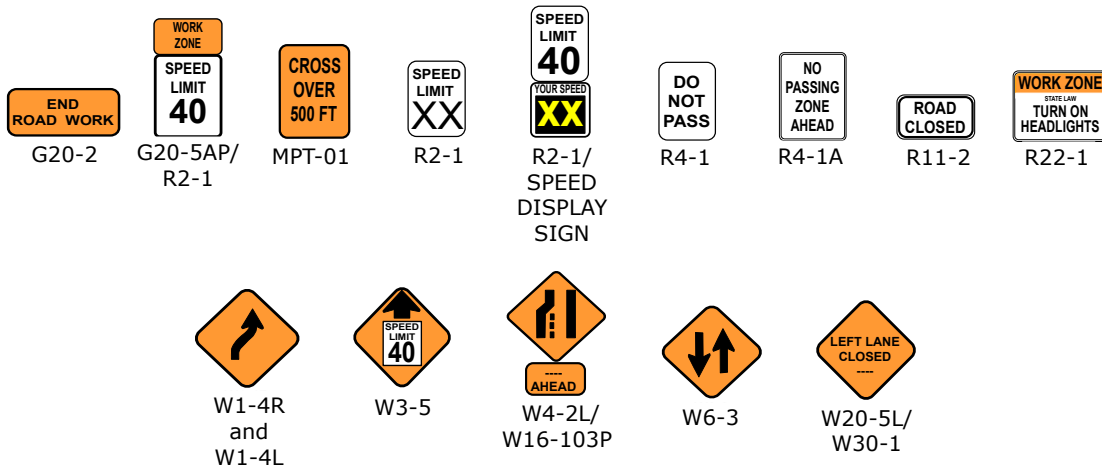 END
ROAD WORK
G20-2
WORK
ZONE
SPEED
LIMIT
40
G20-5AP/
R2-1
CROSS
OVER
500 FT
MPT-01
SPEED
LIMIT
XX
R2-1
SPEED
LIMIT
40
YOUR SPEED
XX
R2-1/
SPEED
DISPLAY
SIGN
DO
NOT
PASS
R4-1
NO
PASSING
ZONE
AHEAD
R4-1A
ROAD
CLOSED
R11-2
WORK ZONE
STATE LAW
TURN ON
HEADLIGHTS
R22-1
W1-4R
and
W1-4L
SPEED
LIMIT
40
W3-5
----
AHEAD
W4-2L/
W16-103P
W6-3
LEFT LANE
CLOSED
----
W20-5L/
W30-1